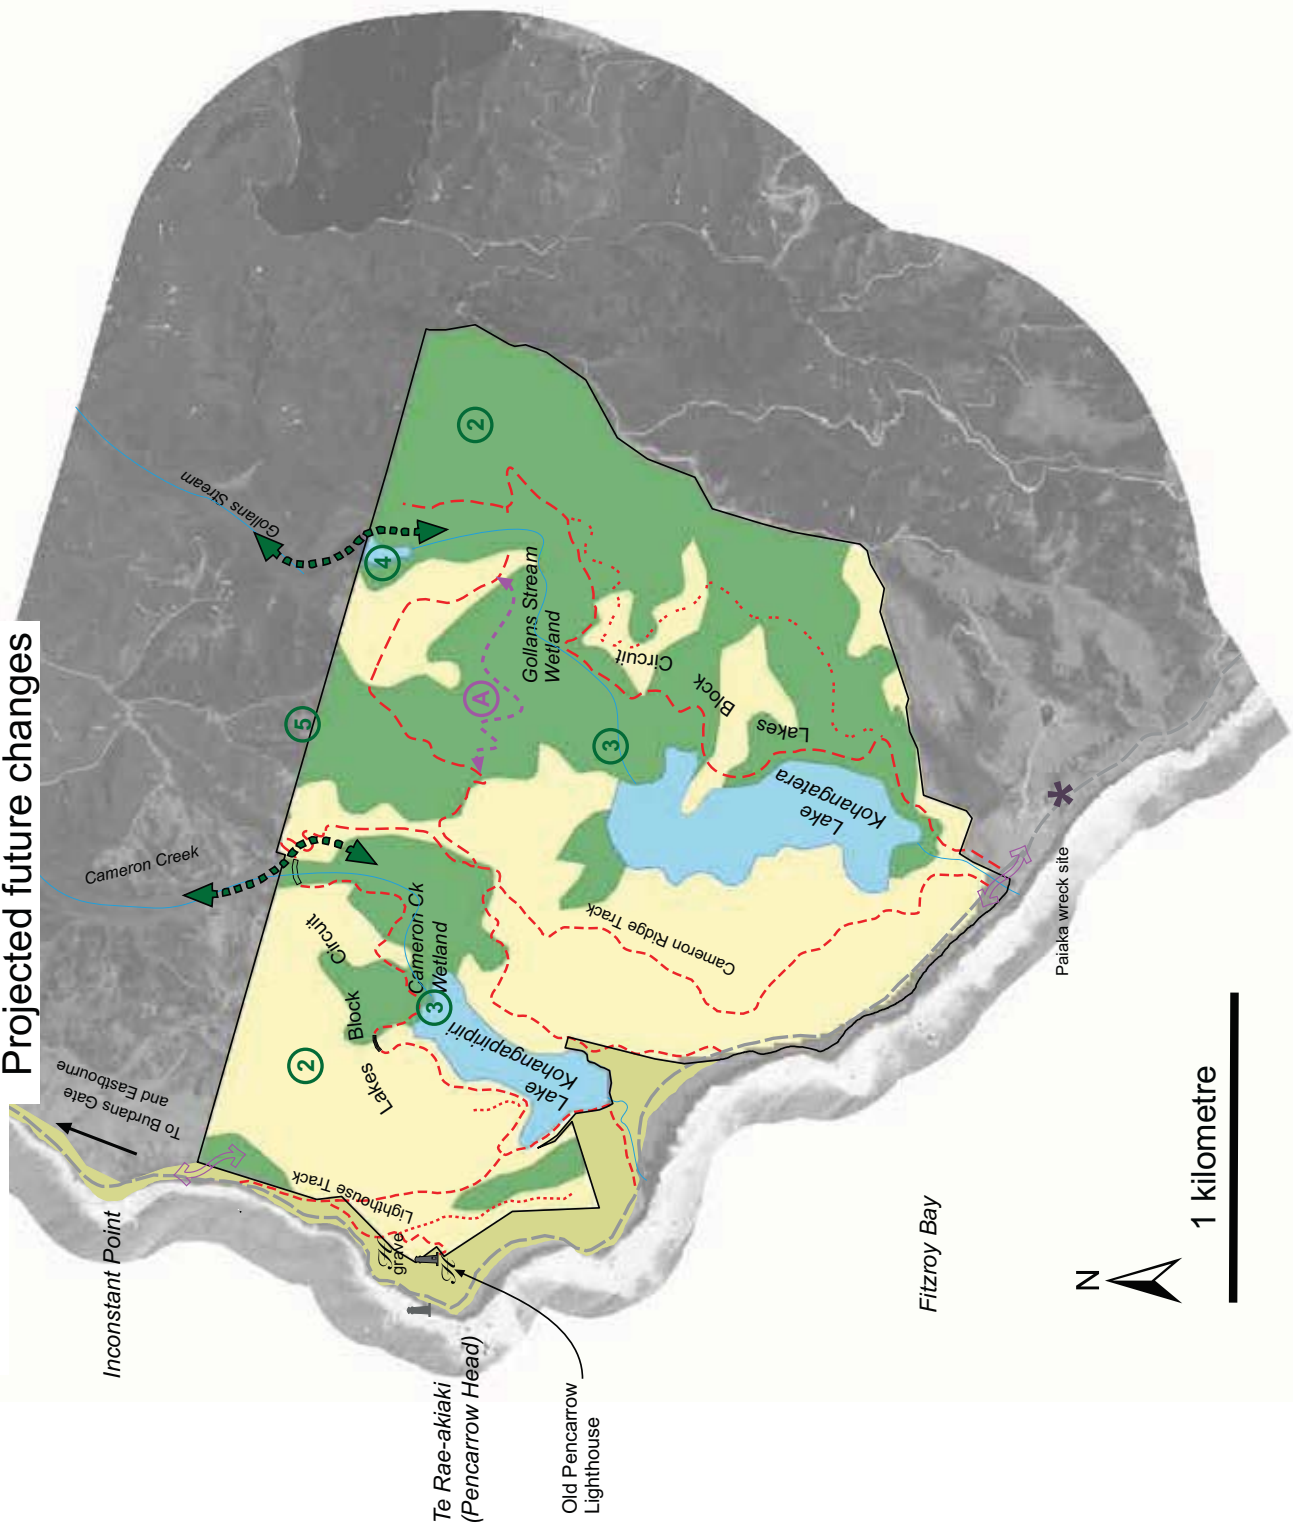 Projected future changes
To Burdans Gate
and Eastbourne
Inconstant Point
Cameron Creek
Gollans Stream
5
4
2
2
A
3
3
Gollans Stream
Wetland
Cameron Ck
Wetland
Lakes
Block
Circuit
Circuit
Block
Lakes
Lake
Kohangapiripiri
Lake
Kohangatera
Cameron Ridge Track
Lighthouse Track
H
grave
H
Te Rae-akiaki
(Pencarrow Head)
Old Pencarrow
Lighthouse
Fitzroy Bay
Paiaka wreck site
*
N
1 kilometre